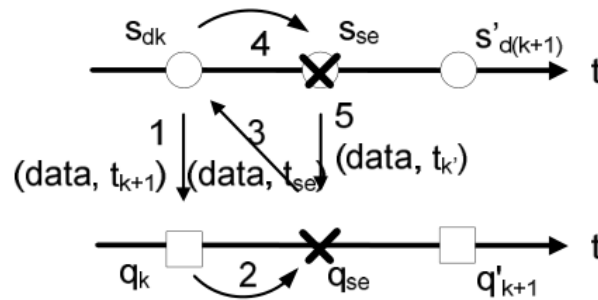 s_dk 4 s_se s'_d(k+1)
t
1 3 5
(data, t_k+1) (data, t_se) (data, t_k')
t
q_k 2 q_se q'_k+1